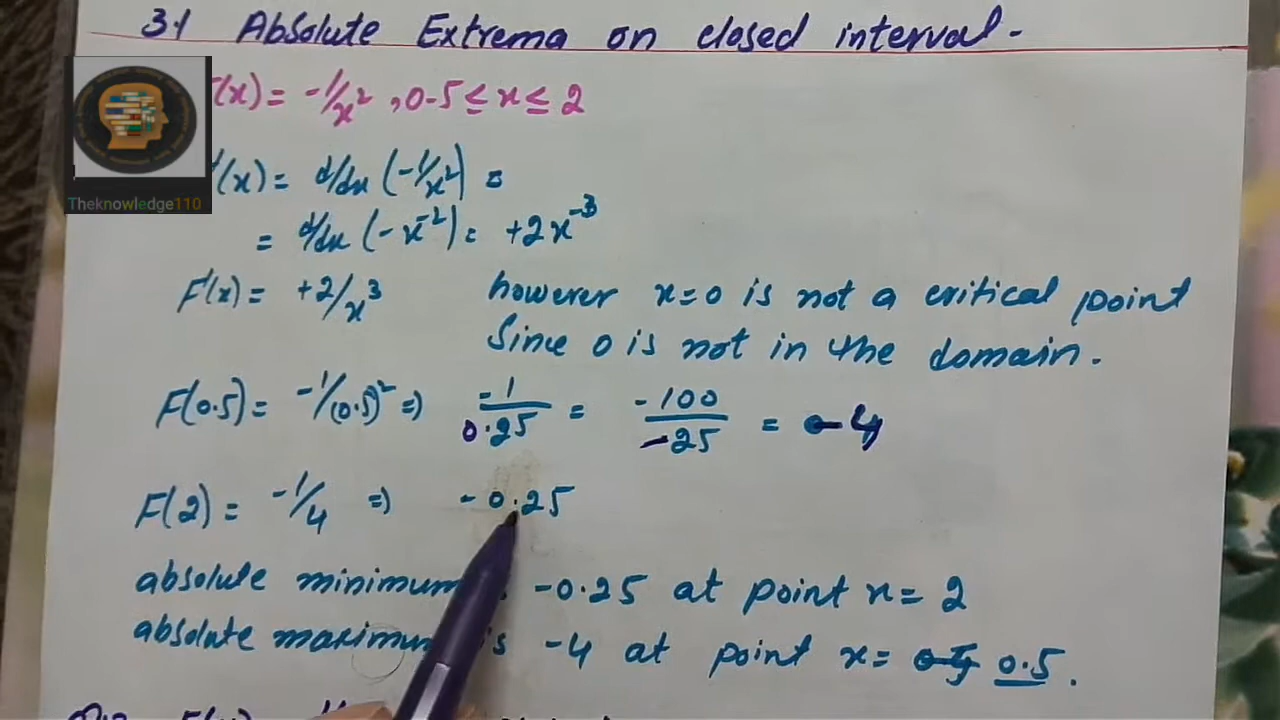 3.1 Absolute Extrema on closed interval.
(x) = -1/x², 0.5 ≤ x ≤ 2
'(x) = d/dx (-1/x²) =
Theknowledge110
= d/dx (-x⁻²) = +2x⁻³
F'(x) = +2/x³ however x=0 is not a critical point
Since 0 is not in the domain.
F(0.5) = -1/(0.5)² ⇒ -1/0.25 = -100/25 = -4
F(2) = -1/4 ⇒ -0.25
absolute minimum -0.25 at point x = 2
absolute maximum is -4 at point x = 0.5.